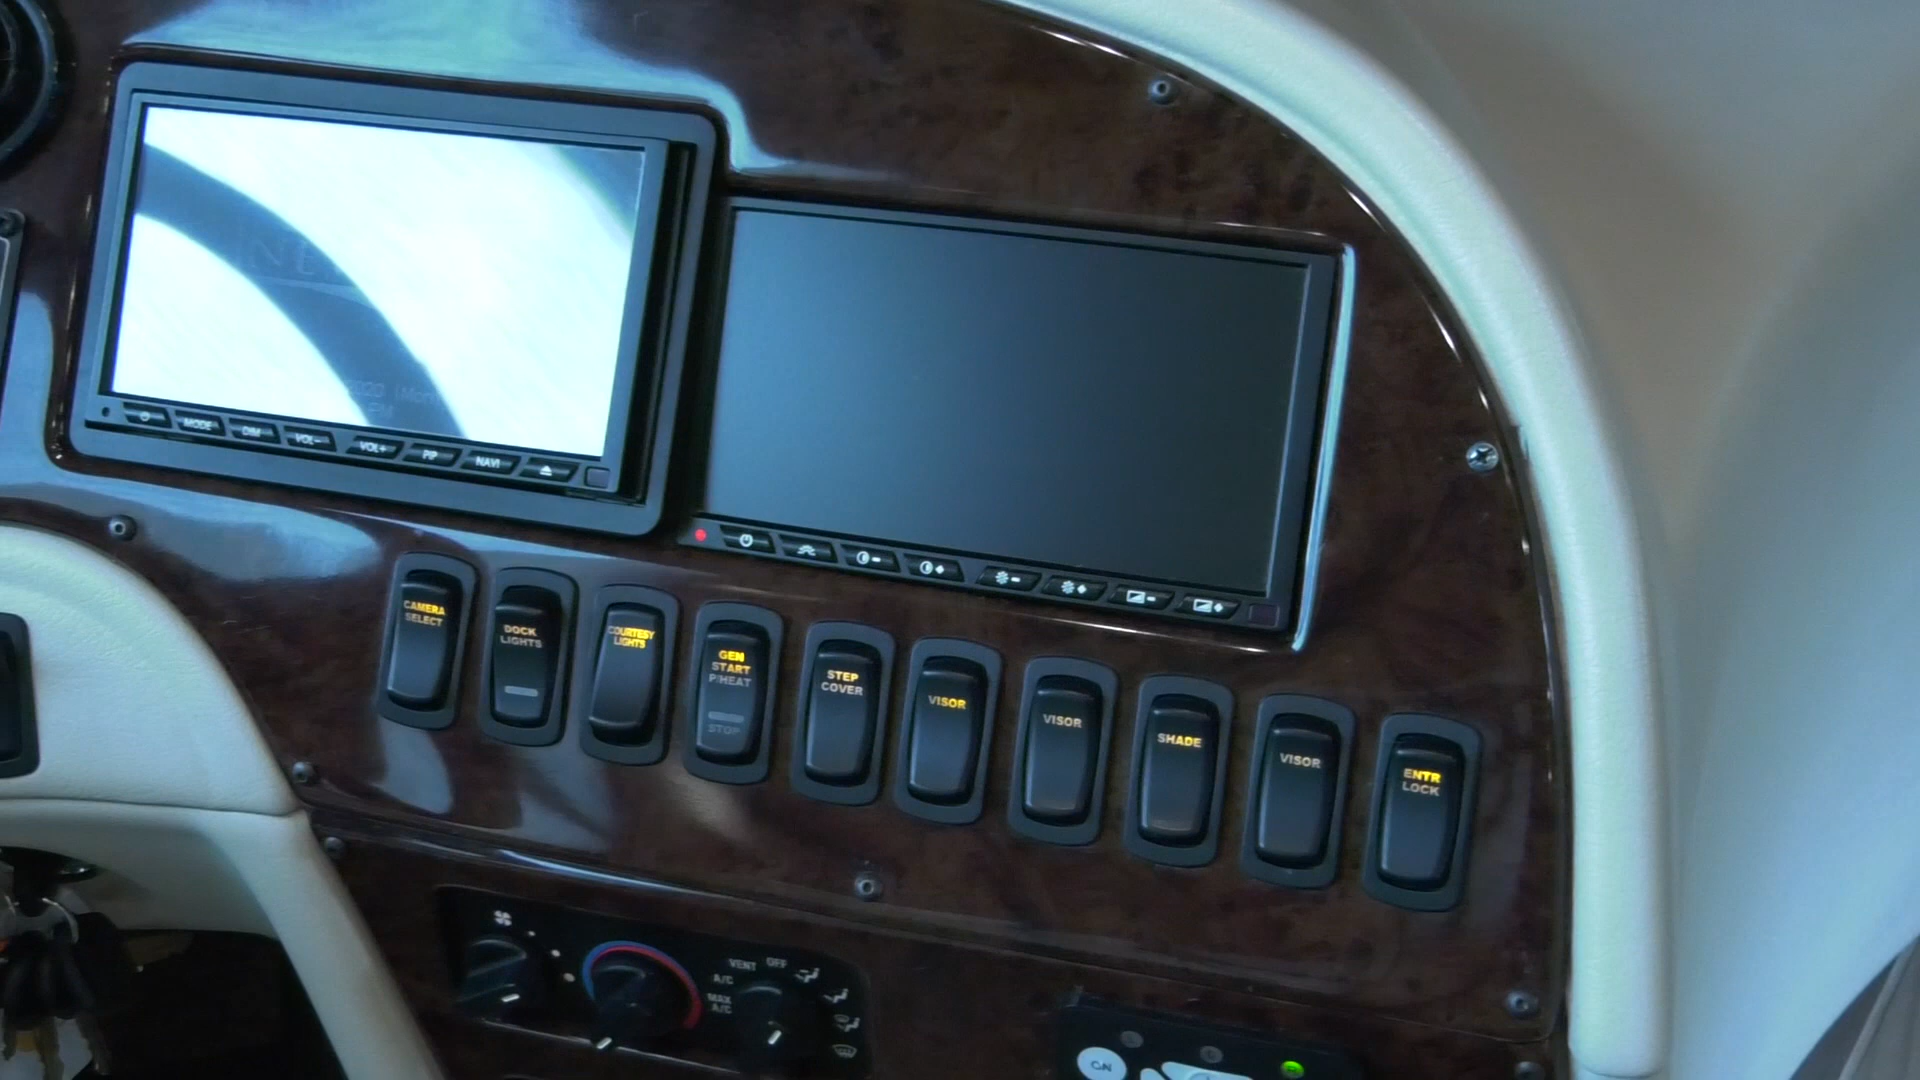 MODE
DIM
VOL-
VOL+
PIP
NAVI
CAMERA
SELECT
DOCK
LIGHTS
COURTESY
LIGHTS
GEN
START
P/HEAT
STOP
STEP
COVER
VISOR
VISOR
SHADE
VISOR
ENTR
LOCK
VENT
OFF
A/C
MAX
A/C
ON